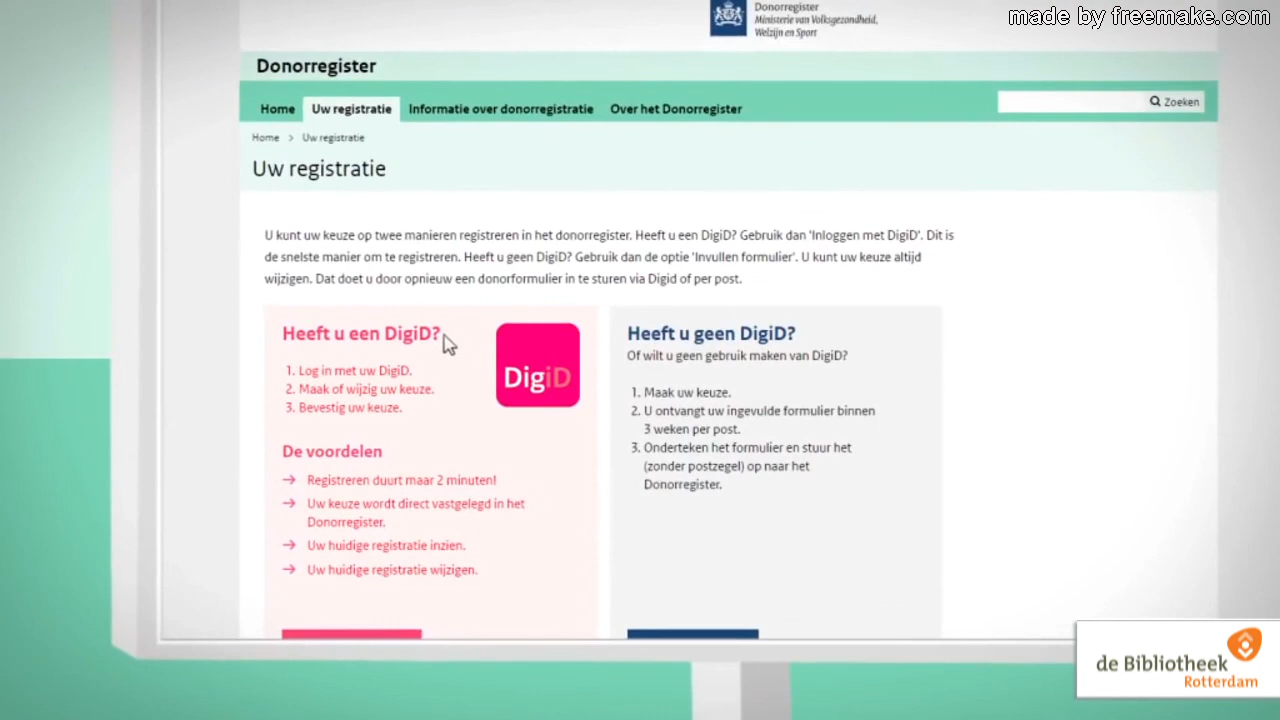 made by freemake.com
Donorregister
Ministerie van Volksgezondheid,
Welzijn en Sport
Donorregister
Home Uw registratie Informatie over donorregistratie Over het Donorregister Zoeken
Home > Uw registratie
Uw registratie
U kunt uw keuze op twee manieren registreren in het donorregister. Heeft u een DigiD? Gebruik dan 'Inloggen met DigiD'. Dit is
de snelste manier om te registreren. Heeft u geen DigiD? Gebruik dan de optie 'Invullen formulier'. U kunt uw keuze altijd
wijzigen. Dat doet u door opnieuw een donorformulier in te sturen via Digid of per post.
Heeft u een DigiD?
1. Log in met uw DigiD.
2. Maak of wijzig uw keuze.
3. Bevestig uw keuze.
DigiD
De voordelen
→ Registreren duurt maar 2 minuten!
→ Uw keuze wordt direct vastgelegd in het
Donorregister.
→ Uw huidige registratie inzien.
→ Uw huidige registratie wijzigen.
Heeft u geen DigiD?
Of wilt u geen gebruik maken van DigiD?
1. Maak uw keuze.
2. U ontvangt uw ingevulde formulier binnen
3 weken per post.
3. Onderteken het formulier en stuur het
(zonder postzegel) op naar het
Donorregister.
de Bibliotheek
Rotterdam